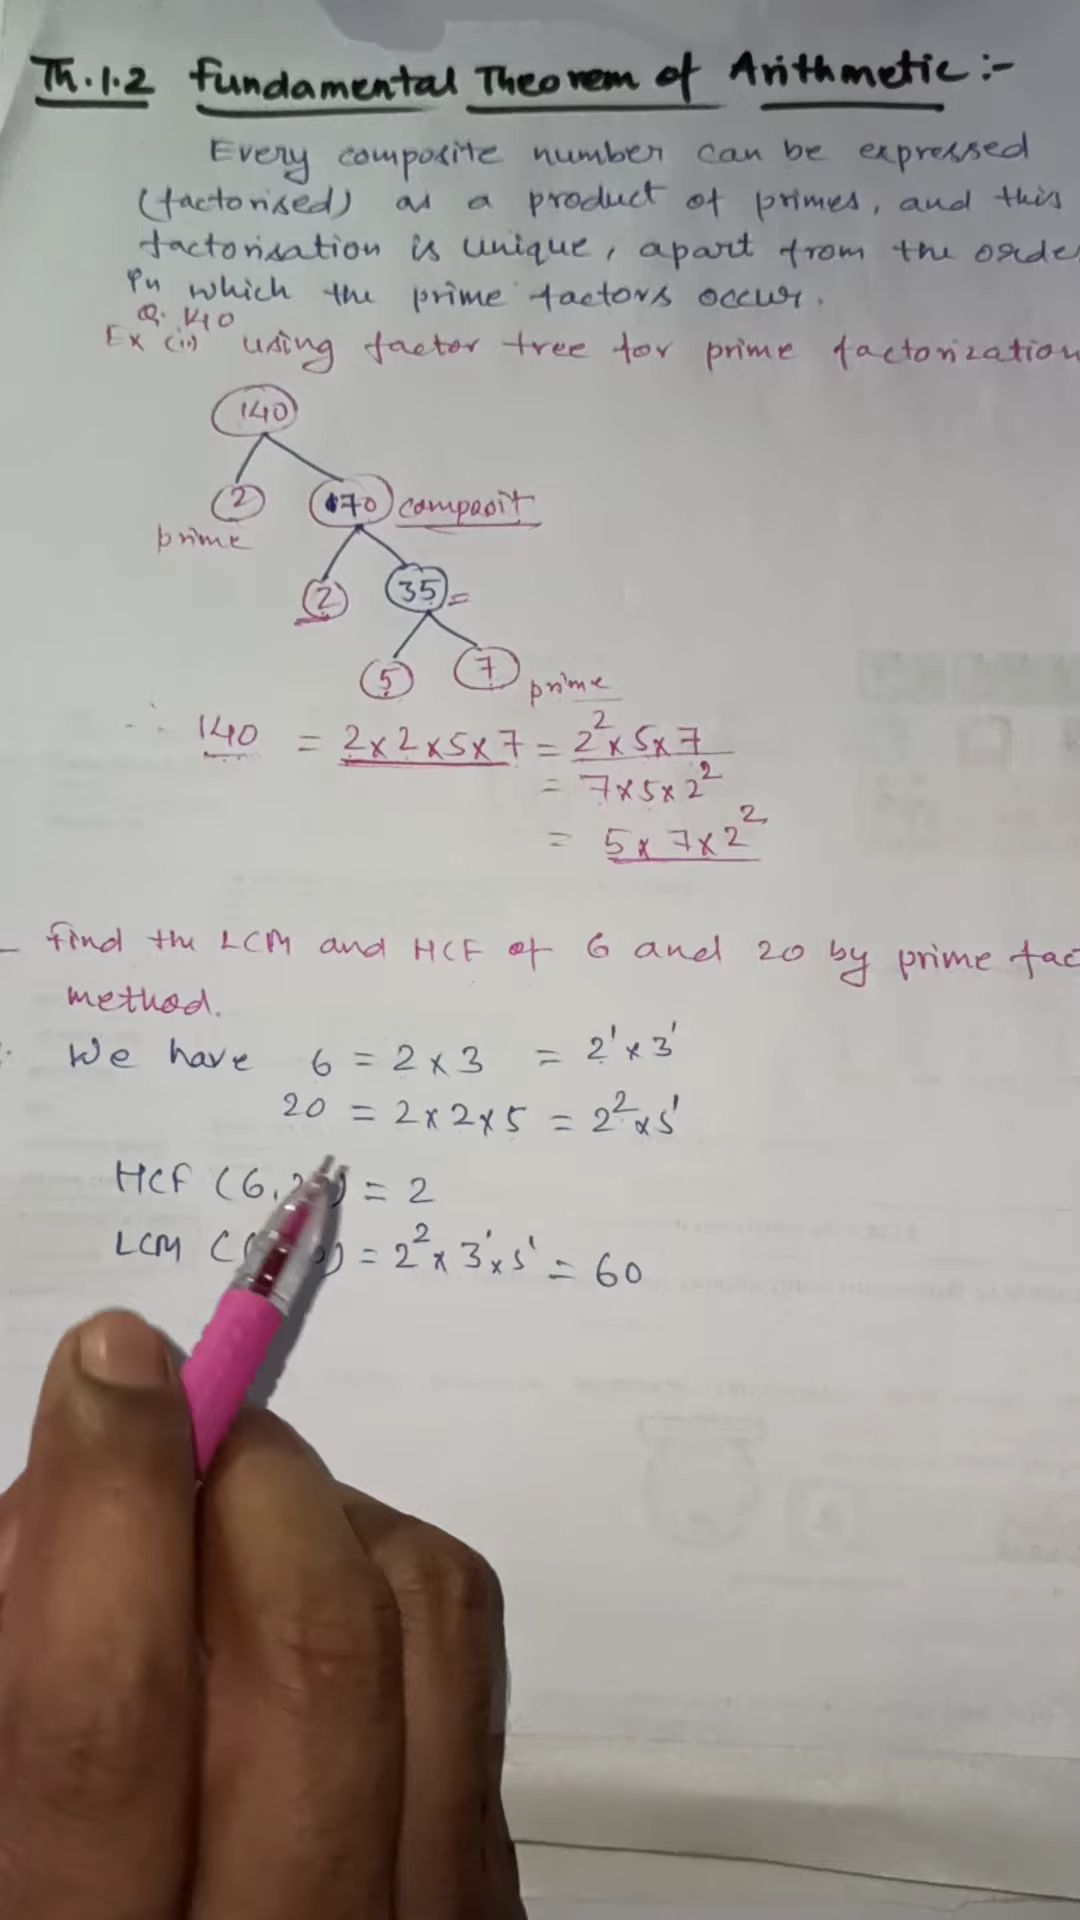 Th.1.2 Fundamental Theorem of Arithmetic :-
Every composite number can be expressed
(factorised) as a product of primes, and this
factorisation is unique, apart from the orde
in which the prime factors occur.
Q. 140
Ex (ii) using factor tree for prime factorization
140
2 70 composit
prime
2 35 =
5 7 prime
∴ 140 = 2 x 2 x 5 x 7 = 2² x 5 x 7
= 7 x 5 x 2²
= 5 x 7 x 2²
find the LCM and HCF of 6 and 20 by prime fac
method.
We have 6 = 2 x 3 = 2¹ x 3¹
20 = 2 x 2 x 5 = 2² x 5¹
HCF (6, ) = 2
LCM ( ) = 2² x 3¹ x 5¹ = 60